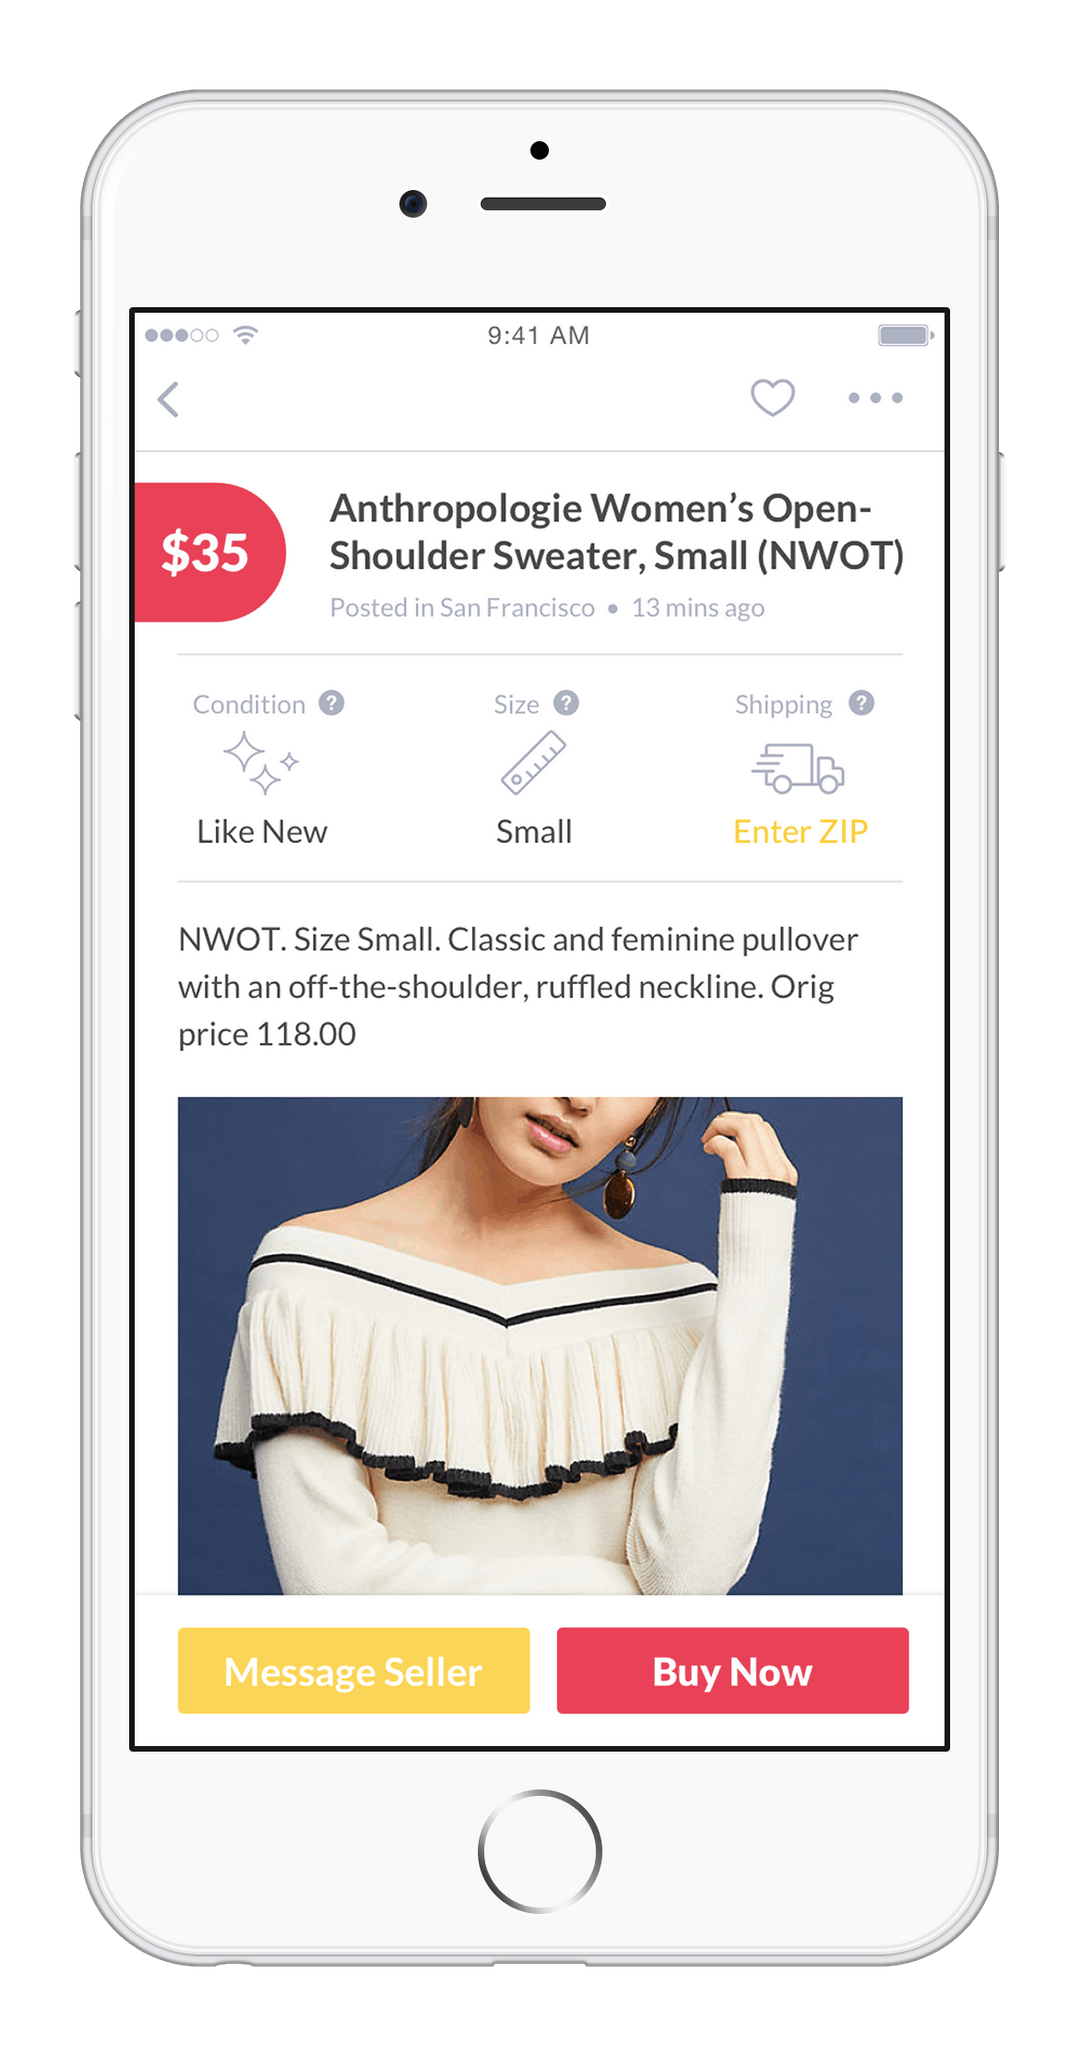 9:41 AM
$35
Anthropologie Women’s Open-
Shoulder Sweater, Small (NWOT)
Posted in San Francisco • 13 mins ago
Condition ?
Size ?
Shipping ?
Like New
Small
Enter ZIP
NWOT. Size Small. Classic and feminine pullover
with an off-the-shoulder, ruffled neckline. Orig
price 118.00
Message Seller
Buy Now